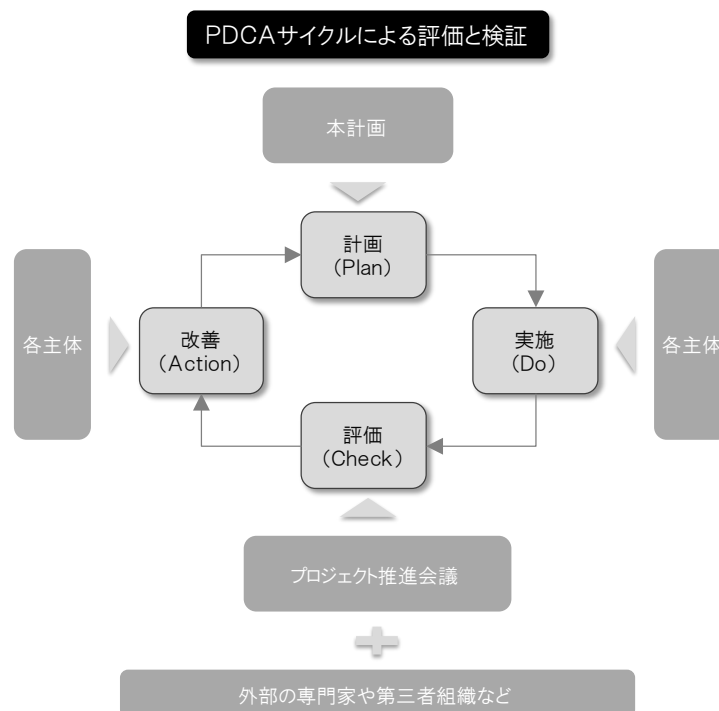 PDCAサイクルによる評価と検証
本計画
計画
(Plan)
各主体
改善
(Action)
実施
(Do)
各主体
評価
(Check)
プロジェクト推進会議
外部の専門家や第三者組織など